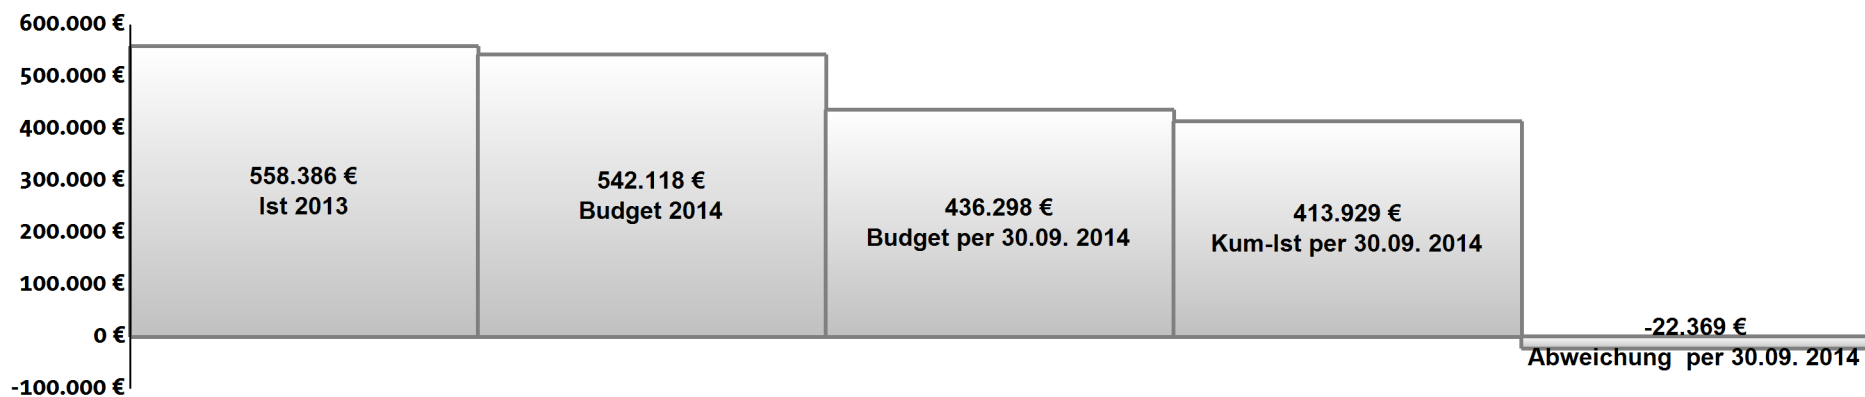 600.000 €
500.000 €
400.000 €
300.000 €
200.000 €
100.000 €
0 €
-100.000 €
558.386 €
Ist 2013
542.118 €
Budget 2014
436.298 €
Budget per 30.09. 2014
413.929 €
Kum-Ist per 30.09. 2014
-22.369 €
Abweichung  per 30.09. 2014